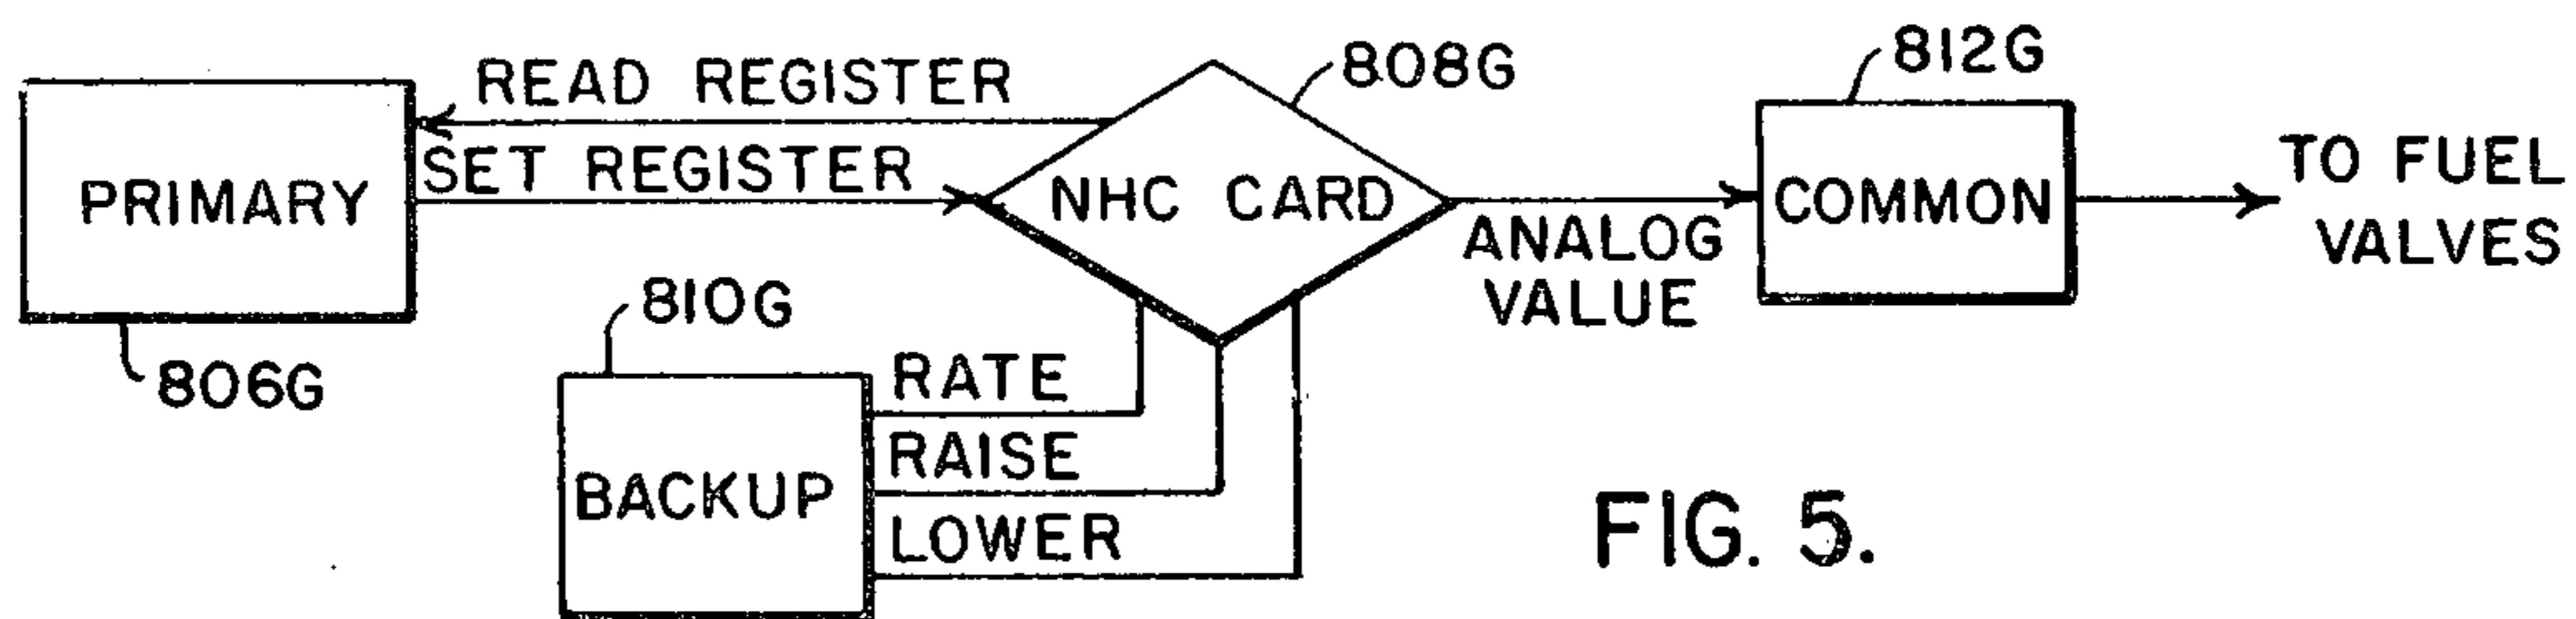 READ REGISTER
808G
812G
SET REGISTER
PRIMARY
NHC CARD
COMMON
TO FUEL
VALVES
ANALOG
VALUE
806G
810G
RATE
RAISE
BACKUP
LOWER
FIG. 5.